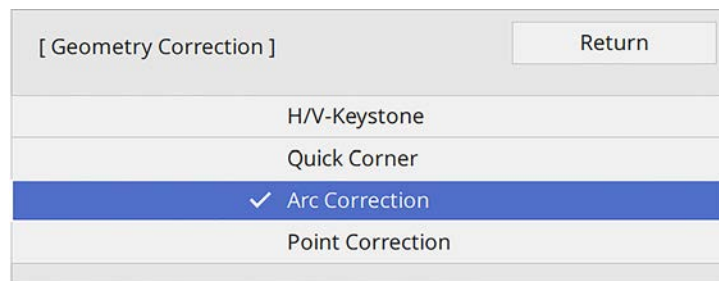 [ Geometry Correction ]
Return
H/V-Keystone
Quick Corner
Arc Correction
Point Correction